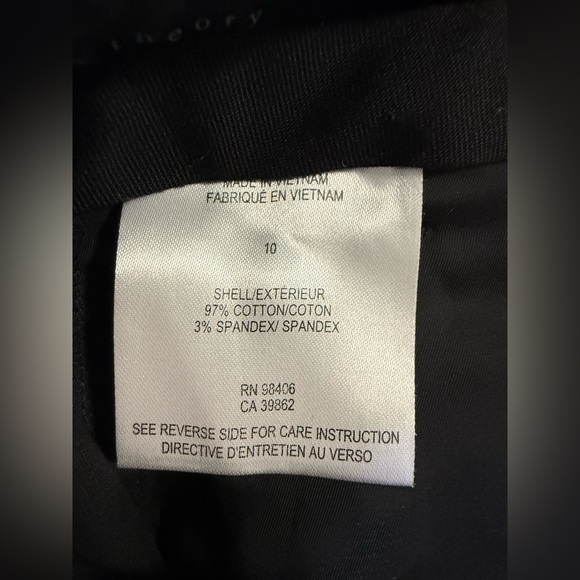 theory
MADE IN VIETNAM
FABRIQUÉ EN VIETNAM
10
SHELL/EXTÉRIEUR
97% COTTON/COTON
3% SPANDEX/ SPANDEX
RN 98406
CA 39862
SEE REVERSE SIDE FOR CARE INSTRUCTION
DIRECTIVE D'ENTRETIEN AU VERSO